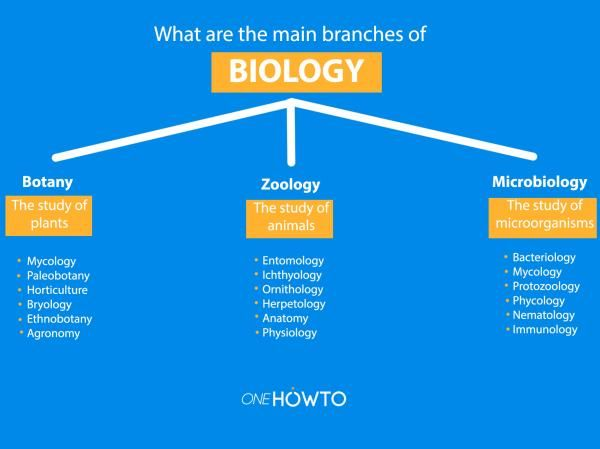 What are the main branches of
BIOLOGY
Botany
The study of
plants
• Mycology
• Paleobotany
• Horticulture
• Bryology
• Ethnobotany
• Agronomy
Zoology
The study of
animals
• Entomology
• Ichthyology
• Ornithology
• Herpetology
• Anatomy
• Physiology
Microbiology
The study of
microorganisms
• Bacteriology
• Mycology
• Protozoology
• Phycology
• Nematology
• Immunology
ONEHOWTO